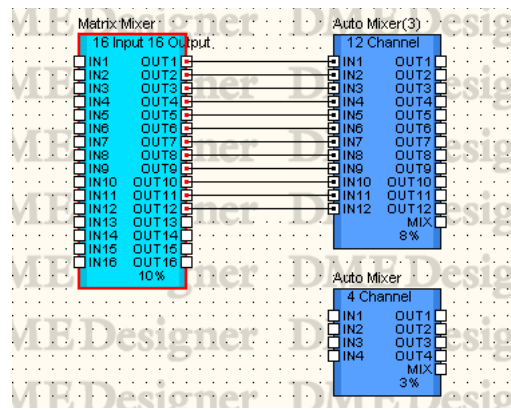 Matrix Mixer
16 Input 16 Output
IN1 OUT1
IN2 OUT2
IN3 OUT3
IN4 OUT4
IN5 OUT5
IN6 OUT6
IN7 OUT7
IN8 OUT8
IN9 OUT9
IN10 OUT10
IN11 OUT11
IN12 OUT12
IN13 OUT13
IN14 OUT14
IN15 OUT15
IN16 OUT16
10%
Auto Mixer(3)
12 Channel
IN1 OUT1
IN2 OUT2
IN3 OUT3
IN4 OUT4
IN5 OUT5
IN6 OUT6
IN7 OUT7
IN8 OUT8
IN9 OUT9
IN10 OUT10
IN11 OUT11
IN12 OUT12
MIX
8%
Auto Mixer
4 Channel
IN1 OUT1
IN2 OUT2
IN3 OUT3
IN4 OUT4
MIX
3%
DME Designer